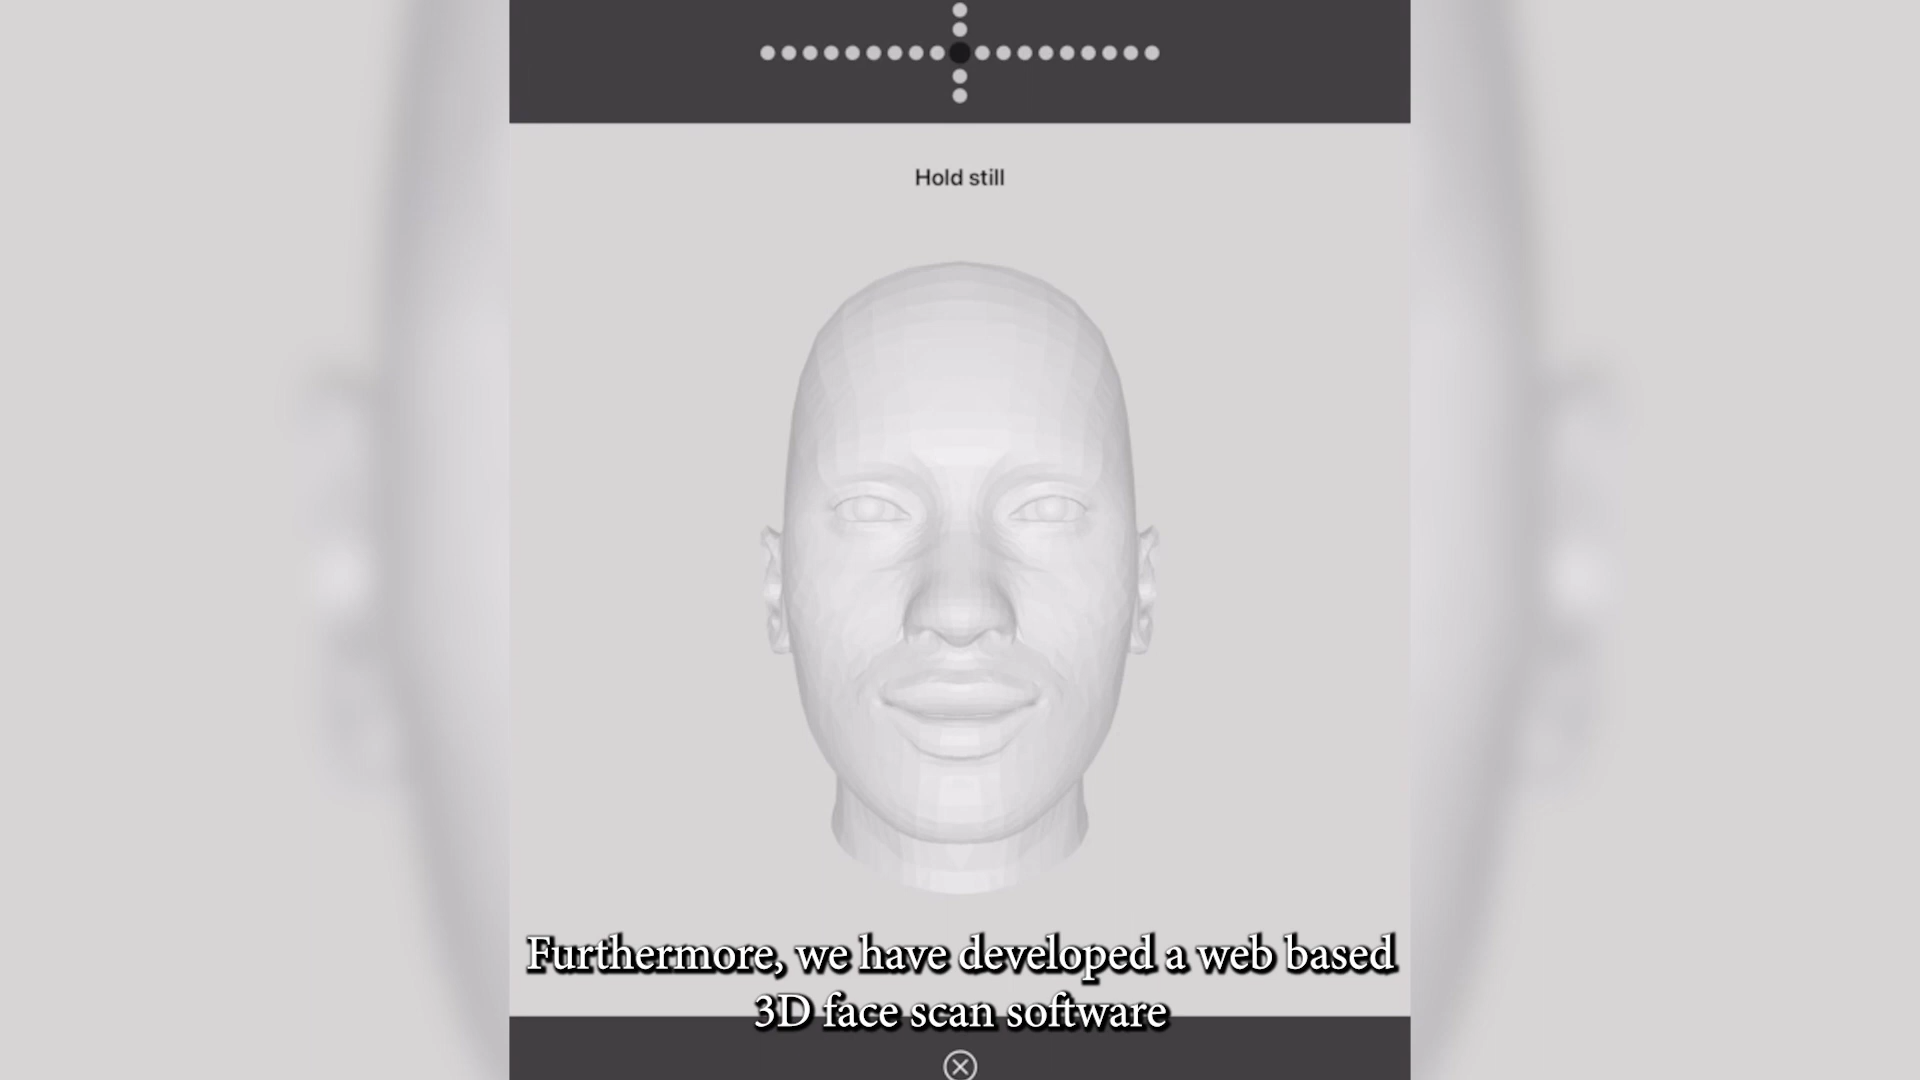 Hold still
Furthermore, we have developed a web based
3D face scan software